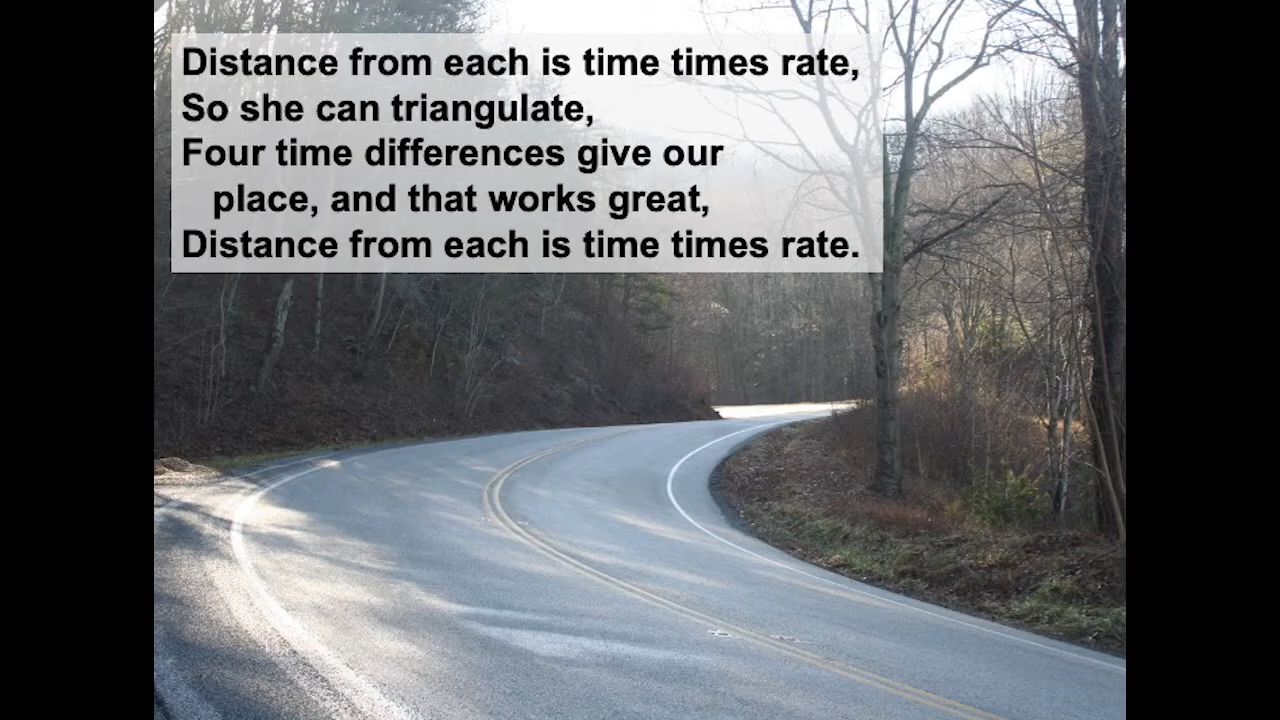 Distance from each is time times rate,
So she can triangulate,
Four time differences give our
place, and that works great,
Distance from each is time times rate.